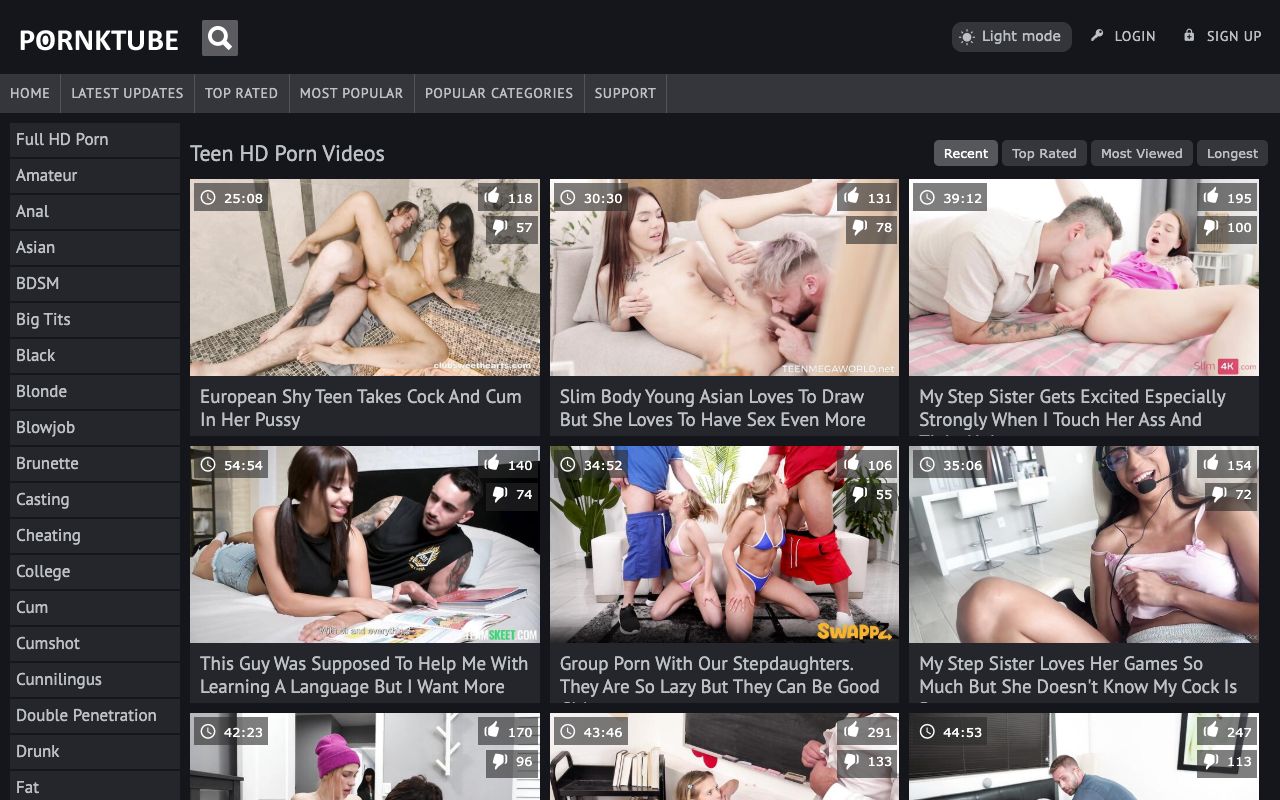 PORNKTUBE
Light mode
LOGIN
SIGN UP
HOME
LATEST UPDATES
TOP RATED
MOST POPULAR
POPULAR CATEGORIES
SUPPORT
Full HD Porn
Amateur
Anal
Asian
BDSM
Big Tits
Black
Blonde
Blowjob
Brunette
Casting
Cheating
College
Cum
Cumshot
Cunnilingus
Double Penetration
Drunk
Fat
Teen HD Porn Videos
Recent
Top Rated
Most Viewed
Longest
25:08
118
57
clubsweethearts.com
European Shy Teen Takes Cock And Cum
In Her Pussy
30:30
131
78
TEENMEGAWORLD.net
Slim Body Young Asian Loves To Draw
But She Loves To Have Sex Even More
39:12
195
100
Slim 4K .com
My Step Sister Gets Excited Especially
Strongly When I Touch Her Ass And
54:54
140
74
TEAMSKEET.COM
This Guy Was Supposed To Help Me With
Learning A Language But I Want More
34:52
106
55
SWAPPZ
Group Porn With Our Stepdaughters.
They Are So Lazy But They Can Be Good
35:06
154
72
My Step Sister Loves Her Games So
Much But She Doesn't Know My Cock Is
42:23
170
96
43:46
291
133
44:53
247
113